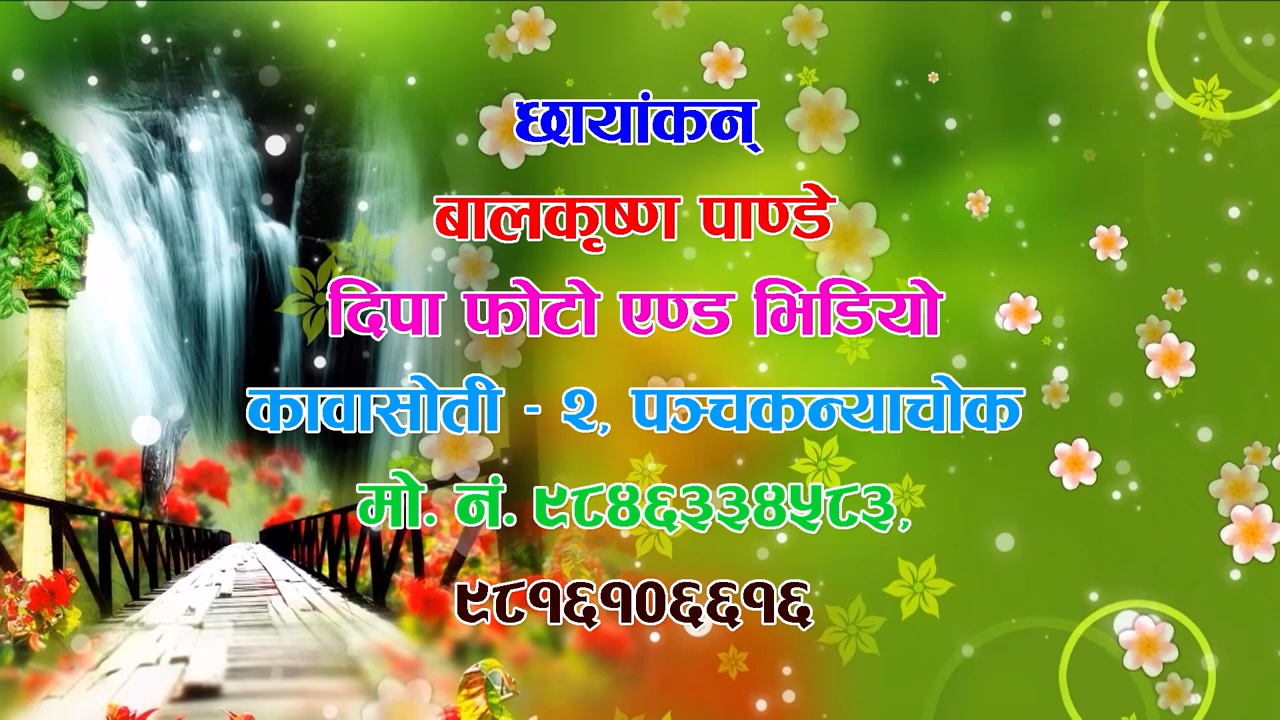 छायांकन्
बालकृष्ण पाण्डे
दिपा फोटो एण्ड भिडियो
कावासोती - २, पञ्चकन्याचोक
मो. नं. ९८४६३३४५८३,
९८१६१०६६१६